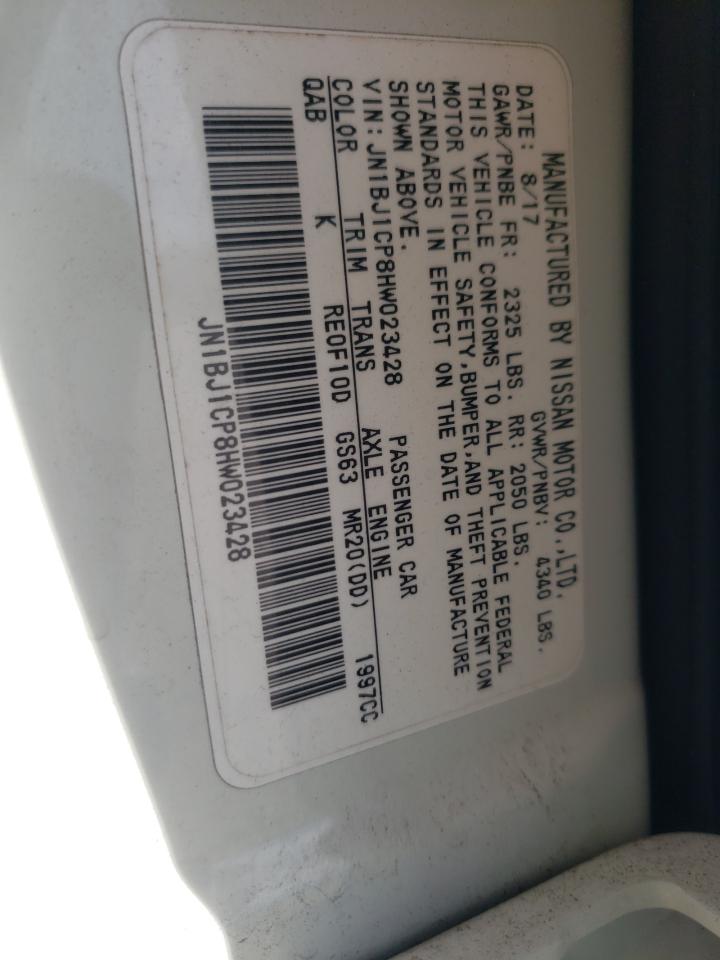 MANUFACTURED BY NISSAN MOTOR CO.,LTD.
DATE: 8/17 GVWR/PNBV: 4340 LBS.
GAWR/PNBE FR: 2325 LBS. RR: 2050 LBS.
THIS VEHICLE CONFORMS TO ALL APPLICABLE FEDERAL
MOTOR VEHICLE SAFETY,BUMPER,AND THEFT PREVENTION
STANDARDS IN EFFECT ON THE DATE OF MANUFACTURE
SHOWN ABOVE.
VIN:JN1BJ1CP8HW023428 PASSENGER CAR
COLOR TRIM TRANS AXLE ENGINE
QAB K RE0F10D GS63 MR20(DD) 1997CC
JN1BJ1CP8HW023428